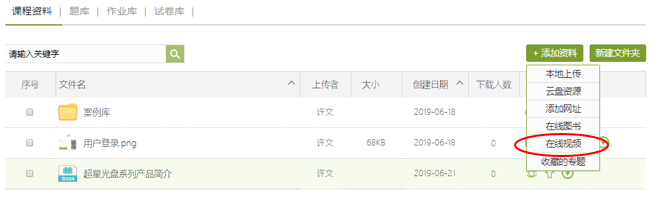 课程资料 | 题库 | 作业库 | 试卷库 |
请输入关键字
+ 添加资料 新建文件夹
序号 文件名 上传者 大小 创建日期 下载人数
本地上传
云盘资源
添加网址
在线图书
在线视频
收藏的专题
案例库 许文 2019-06-18
用户登录.png 许文 68KB 2019-06-18 0
Book 超星光盘系列产品简介 许文 2019-06-21 0